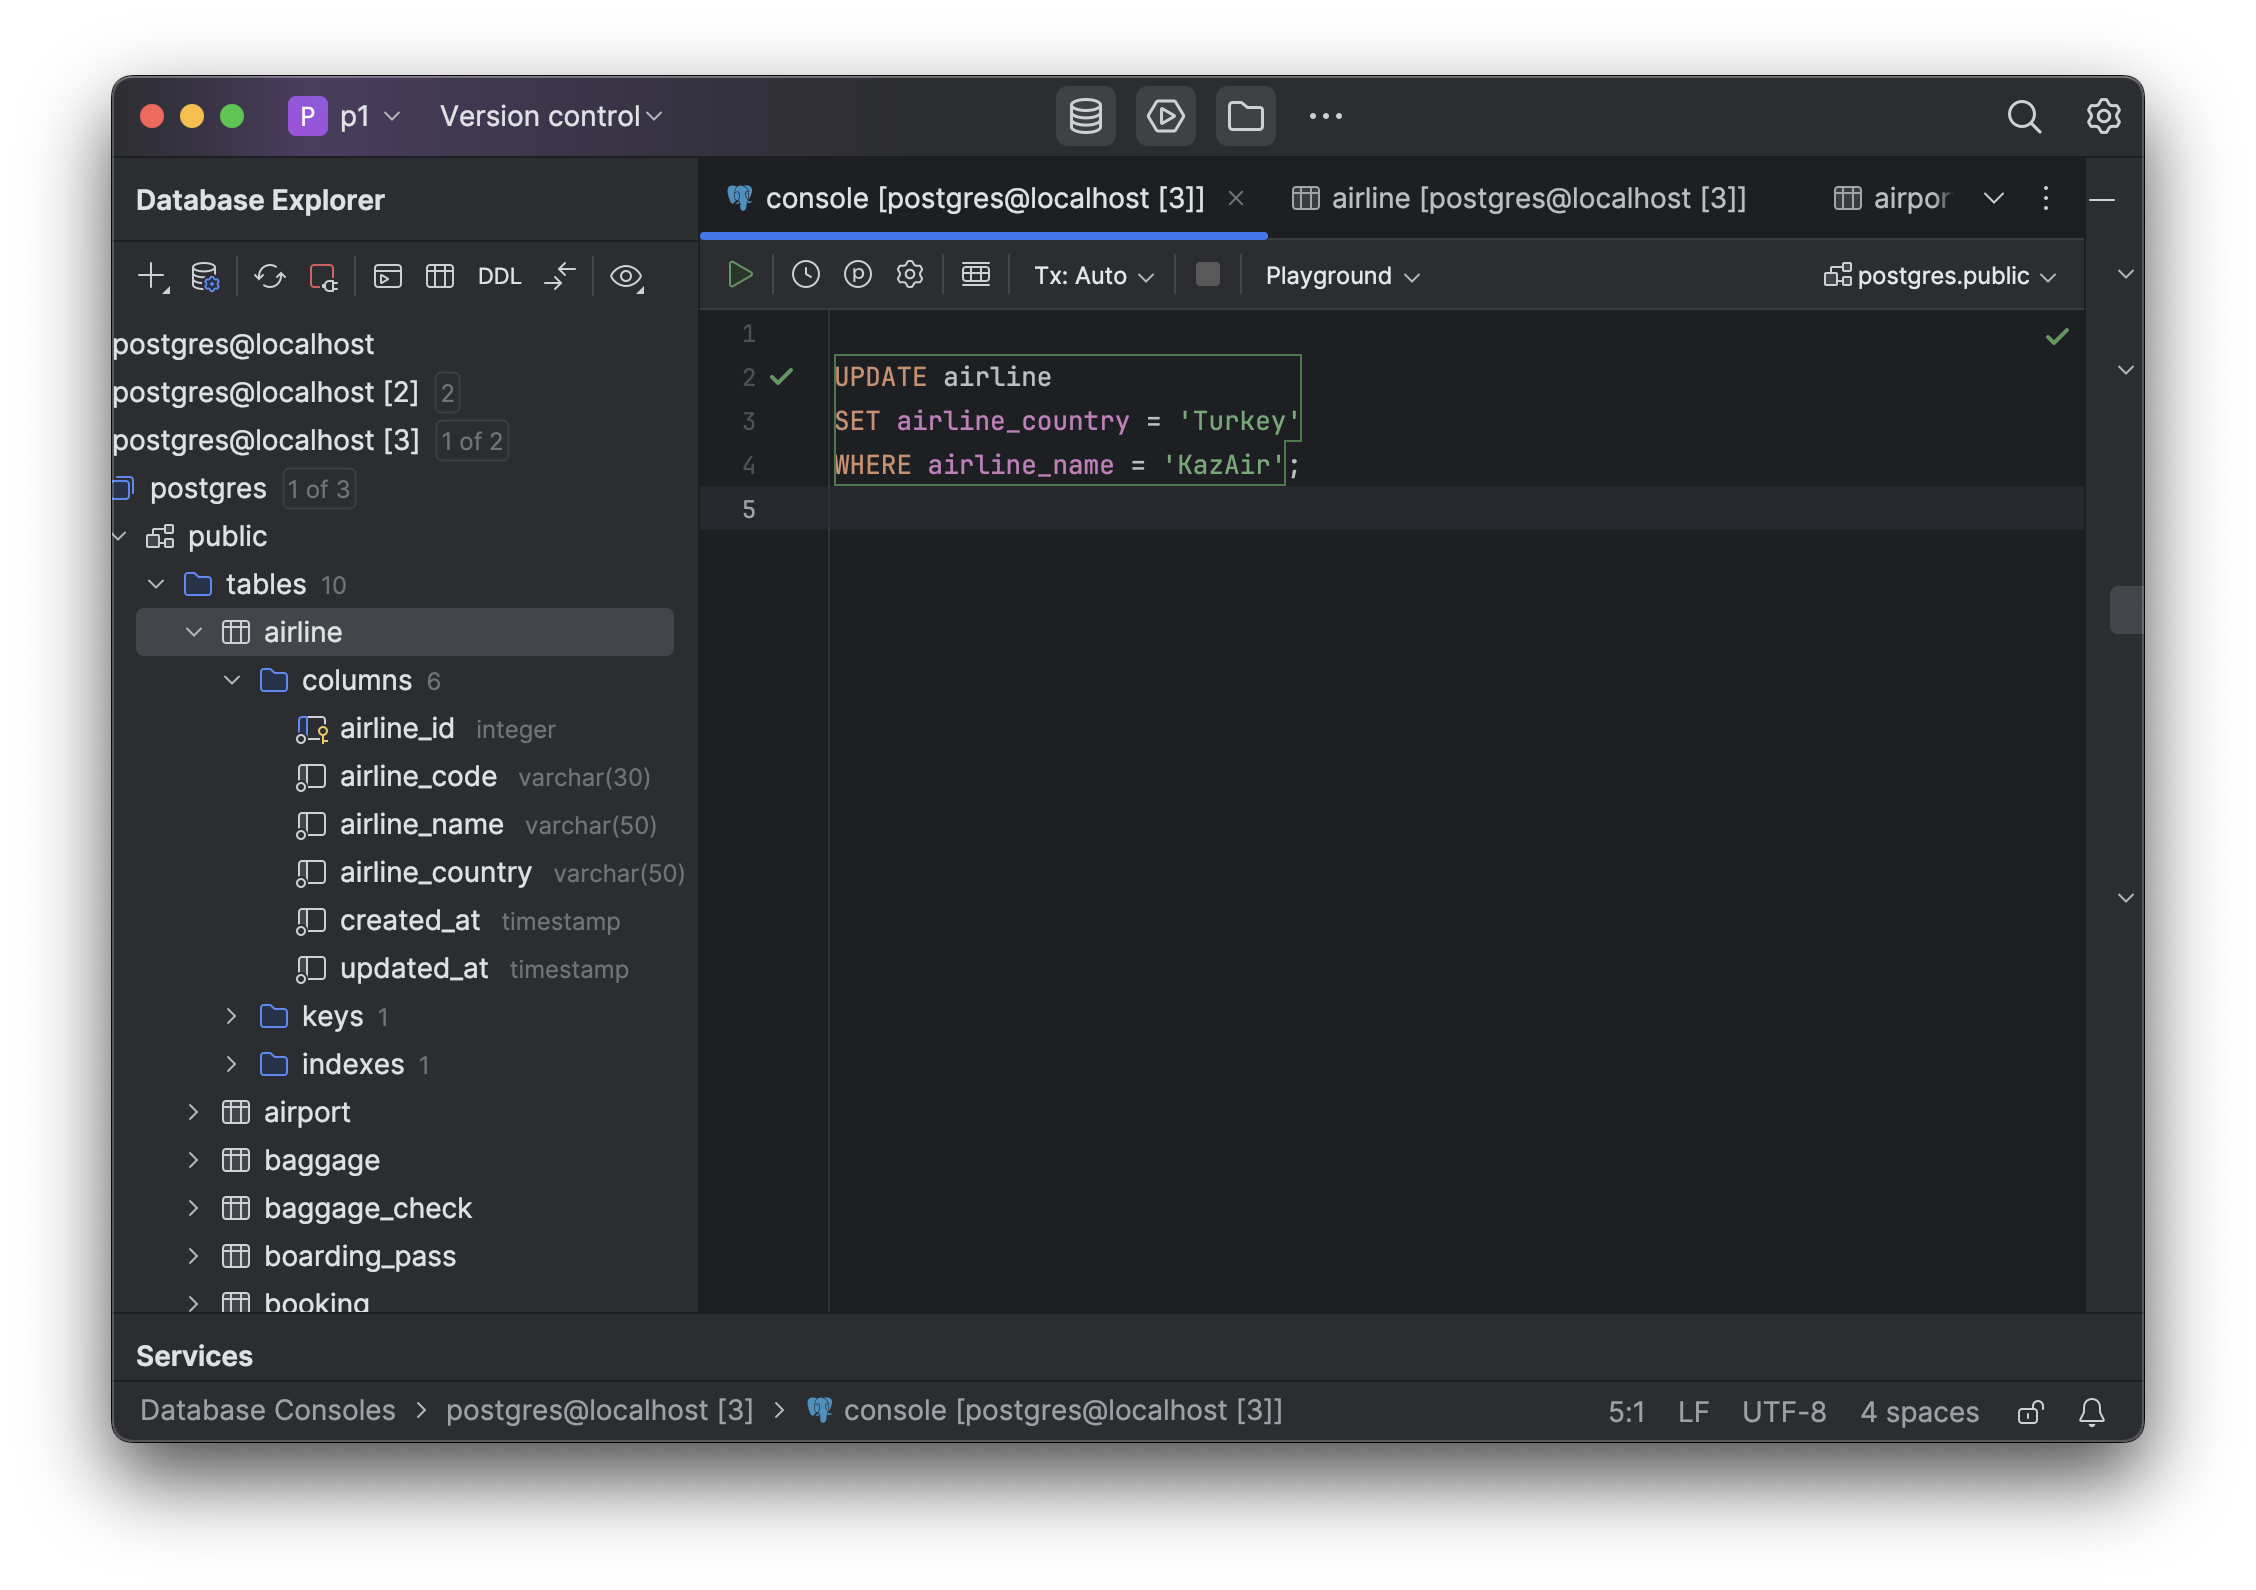 P p1 Version control
Database Explorer
console [postgres@localhost [3]] airline [postgres@localhost [3]] airpor
DDL
Tx: Auto Playground postgres.public
postgres@localhost
postgres@localhost [2] 2
postgres@localhost [3] 1 of 2
postgres 1 of 3
public
tables 10
airline
columns 6
airline_id integer
airline_code varchar(30)
airline_name varchar(50)
airline_country varchar(50)
created_at timestamp
updated_at timestamp
keys 1
indexes 1
airport
baggage
baggage_check
boarding_pass
booking
1
2 UPDATE airline
3 SET airline_country = 'Turkey'
4 WHERE airline_name = 'KazAir';
5
Services
Database Consoles > postgres@localhost [3] > console [postgres@localhost [3]] 5:1 LF UTF-8 4 spaces